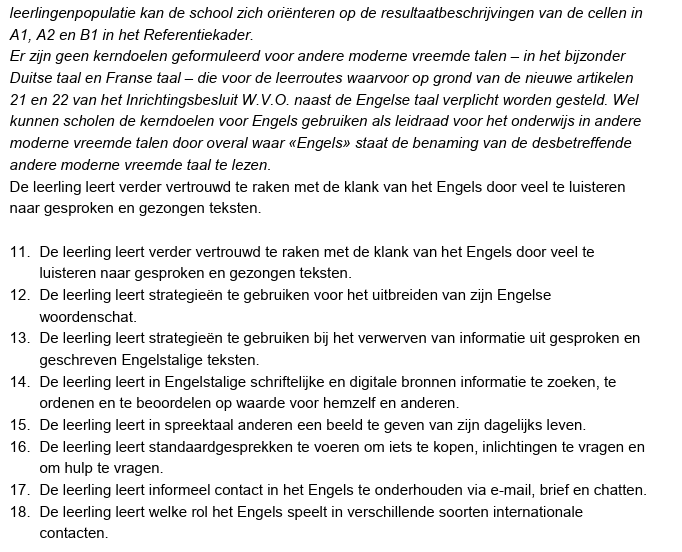 leerlingenpopulatie kan de school zich oriënteren op de resultaatbeschrijvingen van de cellen in
A1, A2 en B1 in het Referentiekader.
Er zijn geen kerndoelen geformuleerd voor andere moderne vreemde talen – in het bijzonder
Duitse taal en Franse taal – die voor de leerroutes waarvoor op grond van de nieuwe artikelen
21 en 22 van het Inrichtingsbesluit W.V.O. naast de Engelse taal verplicht worden gesteld. Wel
kunnen scholen de kerndoelen voor Engels gebruiken als leidraad voor het onderwijs in andere
moderne vreemde talen door overal waar «Engels» staat de benaming van de desbetreffende
andere moderne vreemde taal te lezen.
De leerling leert verder vertrouwd te raken met de klank van het Engels door veel te luisteren
naar gesproken en gezongen teksten.
11. De leerling leert verder vertrouwd te raken met de klank van het Engels door veel te
luisteren naar gesproken en gezongen teksten.
12. De leerling leert strategieën te gebruiken voor het uitbreiden van zijn Engelse
woordenschat.
13. De leerling leert strategieën te gebruiken bij het verwerven van informatie uit gesproken en
geschreven Engelstalige teksten.
14. De leerling leert in Engelstalige schriftelijke en digitale bronnen informatie te zoeken, te
ordenen en te beoordelen op waarde voor hemzelf en anderen.
15. De leerling leert in spreektaal anderen een beeld te geven van zijn dagelijks leven.
16. De leerling leert standaardgesprekken te voeren om iets te kopen, inlichtingen te vragen en
om hulp te vragen.
17. De leerling leert informeel contact in het Engels te onderhouden via e-mail, brief en chatten.
18. De leerling leert welke rol het Engels speelt in verschillende soorten internationale
contacten.